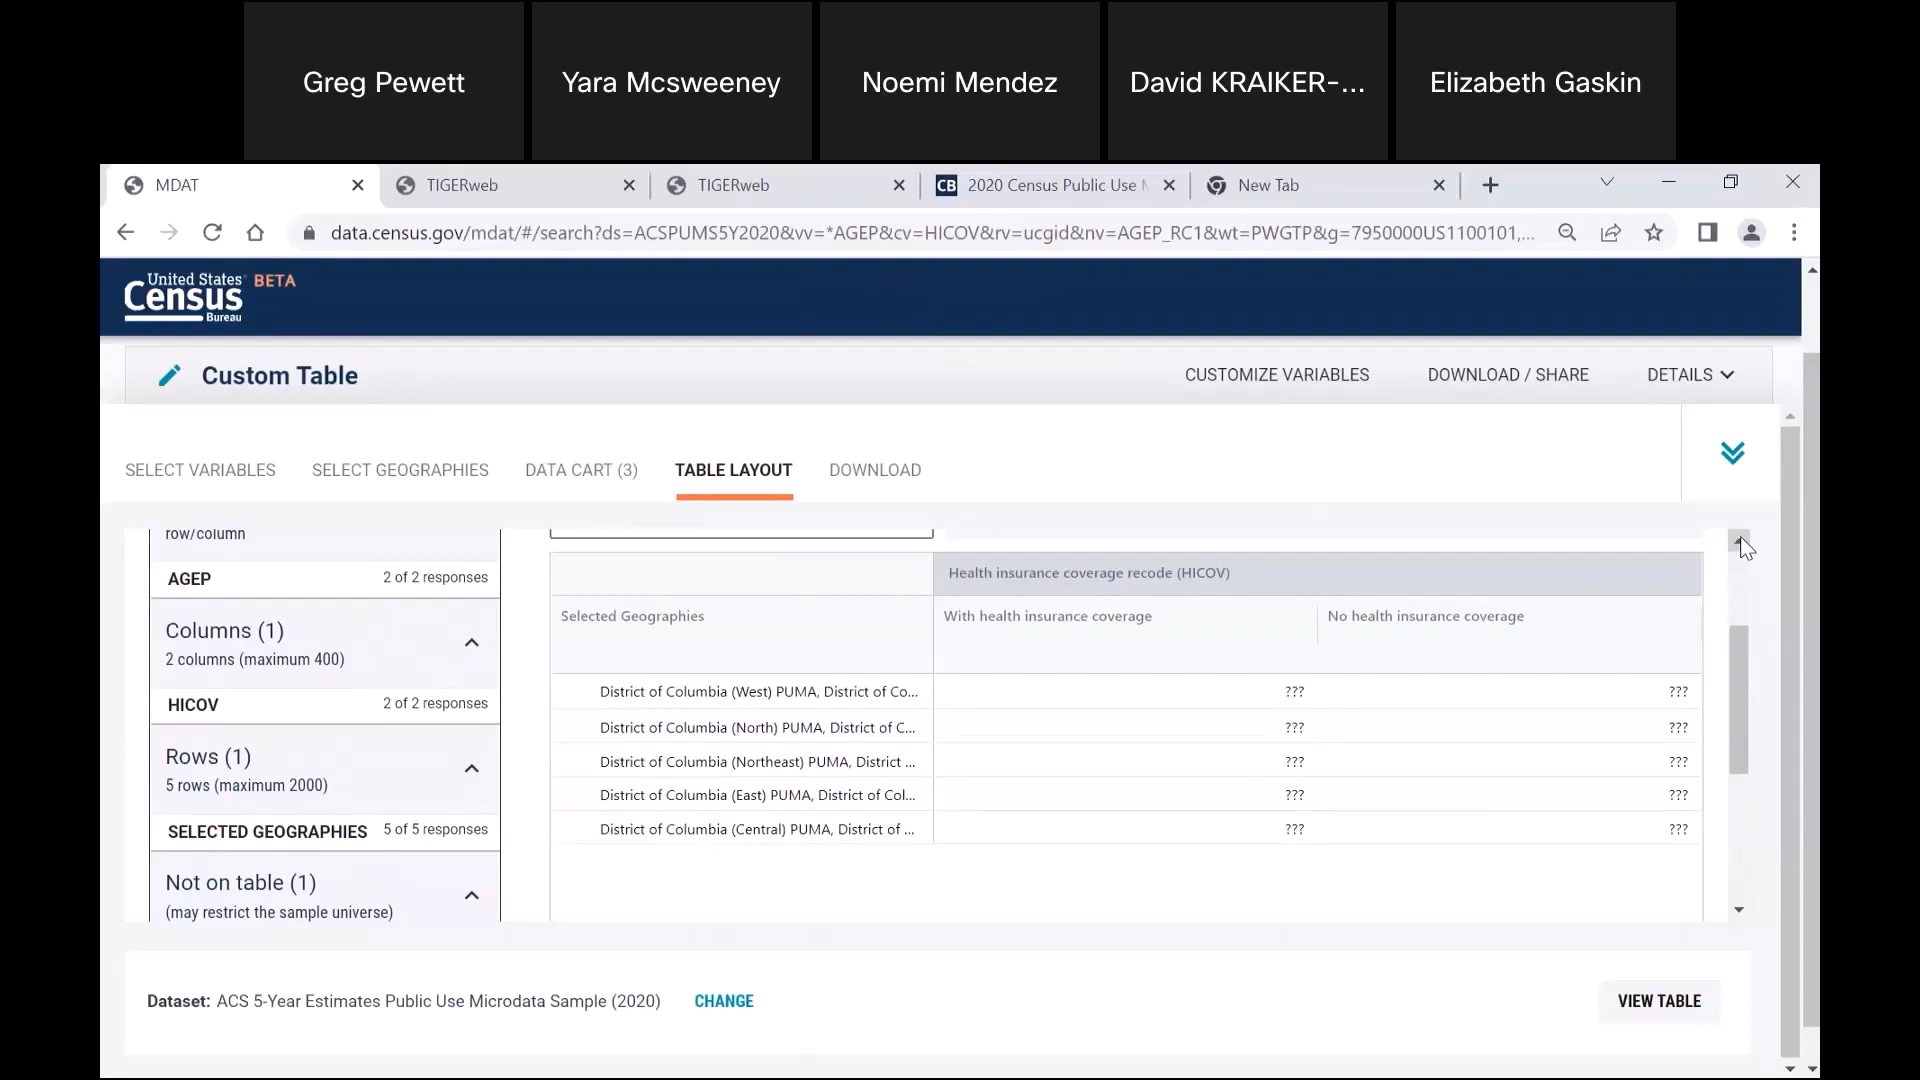 Greg Pewett
Yara Mcsweeney
Noemi Mendez
David KRAIKER-...
Elizabeth Gaskin
MDAT
TIGERweb
TIGERweb
CB 2020 Census Public Use M
New Tab
data.census.gov/mdat/#/search?ds=ACSPUMS5Y2020&vv=*AGEP&cv=HICOV&rv=ucgid&nv=AGEP_RC1&wt=PWGTP&g=7950000US1100101,...
United States
Census
Bureau
BETA
Custom Table
CUSTOMIZE VARIABLES
DOWNLOAD / SHARE
DETAILS
SELECT VARIABLES
SELECT GEOGRAPHIES
DATA CART (3)
TABLE LAYOUT
DOWNLOAD
row/column
AGEP 2 of 2 responses
Columns (1)
2 columns (maximum 400)
HICOV 2 of 2 responses
Rows (1)
5 rows (maximum 2000)
SELECTED GEOGRAPHIES 5 of 5 responses
Not on table (1)
(may restrict the sample universe)
Health insurance coverage recode (HICOV)
Selected Geographies With health insurance coverage No health insurance coverage
District of Columbia (West) PUMA, District of Co... ??? ???
District of Columbia (North) PUMA, District of C... ??? ???
District of Columbia (Northeast) PUMA, District ... ??? ???
District of Columbia (East) PUMA, District of Col... ??? ???
District of Columbia (Central) PUMA, District of ... ??? ???
Dataset: ACS 5-Year Estimates Public Use Microdata Sample (2020) CHANGE
VIEW TABLE